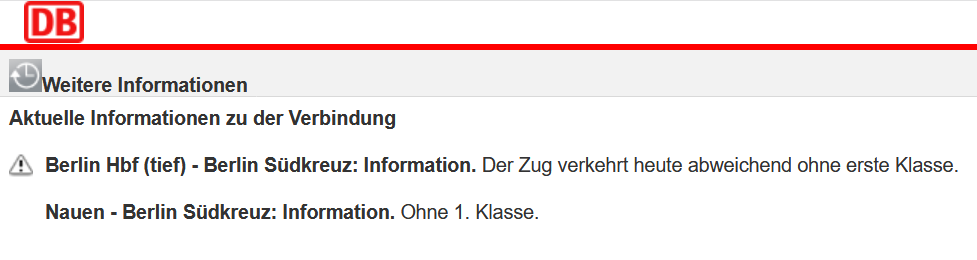 DB
Weitere Informationen
Aktuelle Informationen zu der Verbindung
Berlin Hbf (tief) - Berlin Südkreuz: Information. Der Zug verkehrt heute abweichend ohne erste Klasse.
Nauen - Berlin Südkreuz: Information. Ohne 1. Klasse.